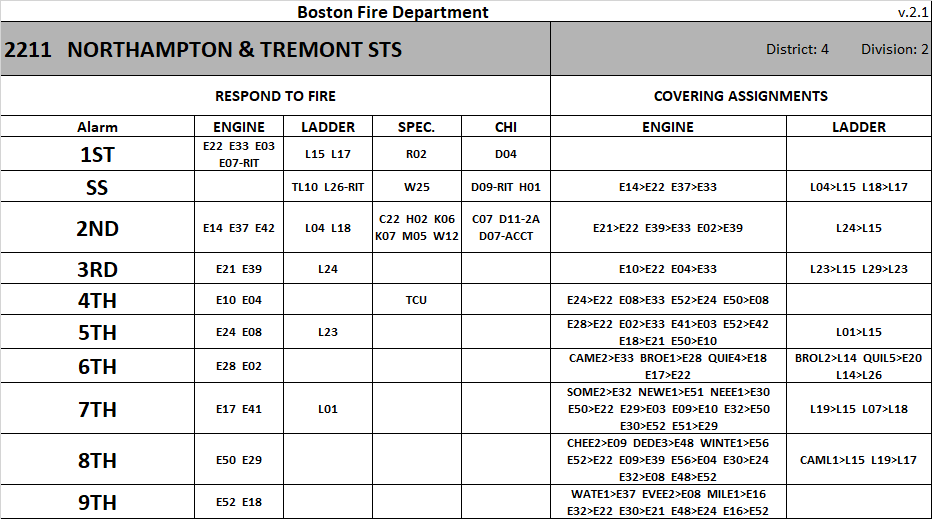 Boston Fire Department v.2.1
2211 NORTHAMPTON & TREMONT STS District: 4 Division: 2
RESPOND TO FIRE COVERING ASSIGNMENTS
Alarm ENGINE LADDER SPEC. CHI ENGINE LADDER
1ST
E22 E33 E03
E07-RIT
L15 L17
R02
D04
SS
TL10 L26-RIT
W25
D09-RIT H01
E14>E22 E37>E33
L04>L15 L18>L17
2ND
E14 E37 E42
L04 L18
C22 H02 K06
K07 M05 W12
C07 D11-2A
D07-ACCT
E21>E22 E39>E33 E02>E39
L24>L15
3RD
E21 E39
L24
E10>E22 E04>E33
L23>L15 L29>L23
4TH
E10 E04
TCU
E24>E22 E08>E33 E52>E24 E50>E08
5TH
E24 E08
L23
E28>E22 E02>E33 E41>E03 E52>E42
E18>E21 E50>E10
L01>L15
6TH
E28 E02
CAME2>E33 BROE1>E28 QUIE4>E18
E17>E22
BROL2>L14 QUIL5>E20
L14>L26
7TH
E17 E41
L01
SOME2>E32 NEWE1>E51 NEEE1>E30
E50>E22 E29>E03 E09>E10 E32>E50
E30>E52 E51>E29
L19>L15 L07>L18
8TH
E50 E29
CHEE2>E09 DEDE3>E48 WINTE1>E56
E52>E22 E09>E39 E56>E04 E30>E24
E32>E08 E48>E52
CAML1>L15 L19>L17
9TH
E52 E18
WATE1>E37 EVEE2>E08 MILE1>E16
E32>E22 E30>E21 E48>E24 E16>E52